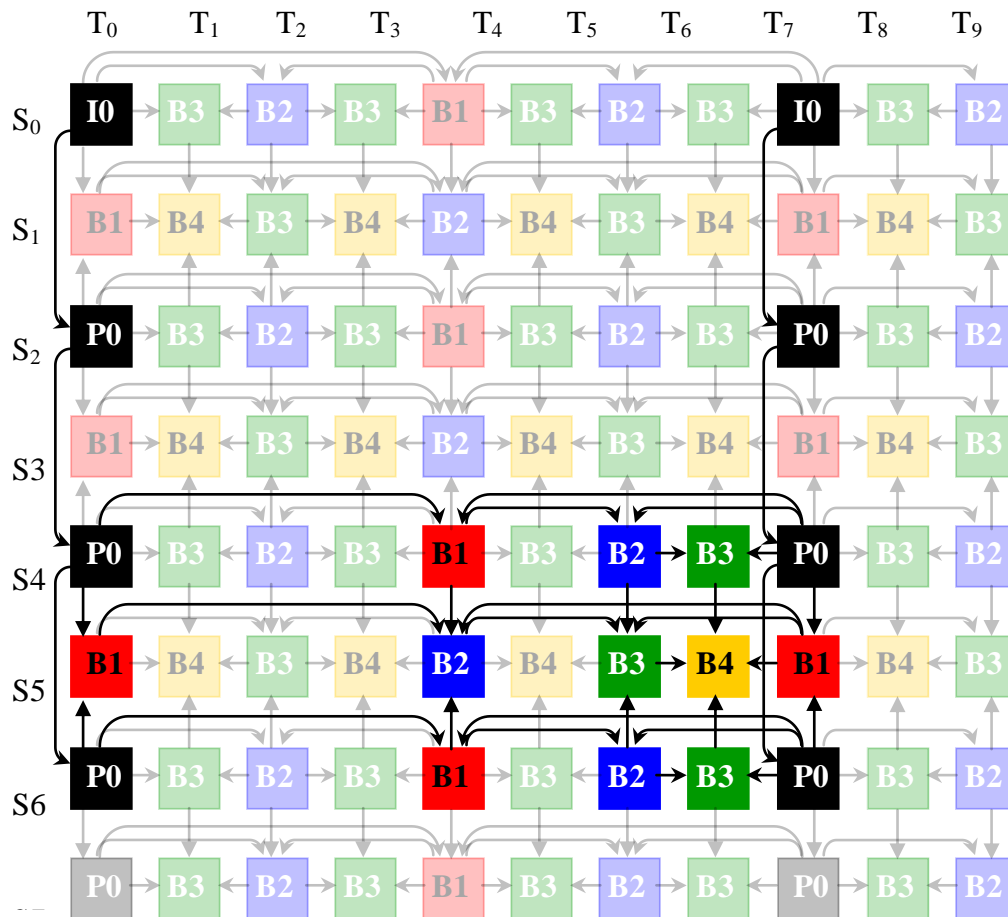 T0 T1 T2 T3 T4 T5 T6 T7 T8 T9
S0 I0 B3 B2 B3 B1 B3 B2 B3 I0 B3 B2
S1 B1 B4 B3 B4 B2 B4 B3 B4 B1 B4 B3
S2 P0 B3 B2 B3 B1 B3 B2 B3 P0 B3 B2
S3 B1 B4 B3 B4 B2 B4 B3 B4 B1 B4 B3
S4 P0 B3 B2 B3 B1 B3 B2 B3 P0 B3 B2
S5 B1 B4 B3 B4 B2 B4 B3 B4 B1 B4 B3
S6 P0 B3 B2 B3 B1 B3 B2 B3 P0 B3 B2
P0 B3 B2 B3 B1 B3 B2 B3 P0 B3 B2